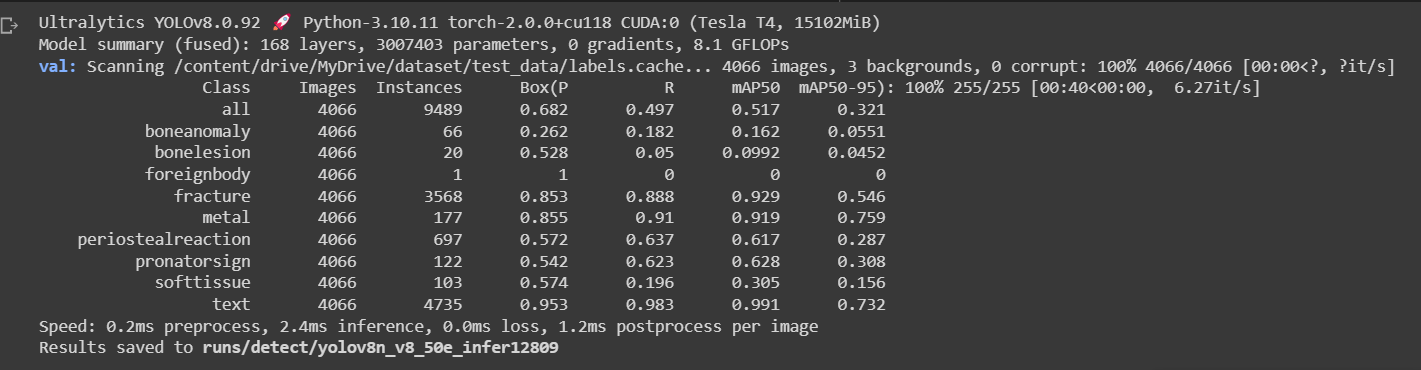 Ultralytics YOLOv8.0.92 🚀 Python-3.10.11 torch-2.0.0+cu118 CUDA:0 (Tesla T4, 15102MiB)
Model summary (fused): 168 layers, 3007403 parameters, 0 gradients, 8.1 GFLOPs
val: Scanning /content/drive/MyDrive/dataset/test_data/labels.cache... 4066 images, 3 backgrounds, 0 corrupt: 100% 4066/4066 [00:00<?, ?it/s]
Class Images Instances Box(P R mAP50 mAP50-95): 100% 255/255 [00:40<00:00, 6.27it/s]
all 4066 9489 0.682 0.497 0.517 0.321
boneanomaly 4066 66 0.262 0.182 0.162 0.0551
bonelesion 4066 20 0.528 0.05 0.0992 0.0452
foreignbody 4066 1 1 0 0 0
fracture 4066 3568 0.853 0.888 0.929 0.546
metal 4066 177 0.855 0.91 0.919 0.759
periostealreaction 4066 697 0.572 0.637 0.617 0.287
pronatorsign 4066 122 0.542 0.623 0.628 0.308
softtissue 4066 103 0.574 0.196 0.305 0.156
text 4066 4735 0.953 0.983 0.991 0.732
Speed: 0.2ms preprocess, 2.4ms inference, 0.0ms loss, 1.2ms postprocess per image
Results saved to runs/detect/yolov8n_v8_50e_infer12809